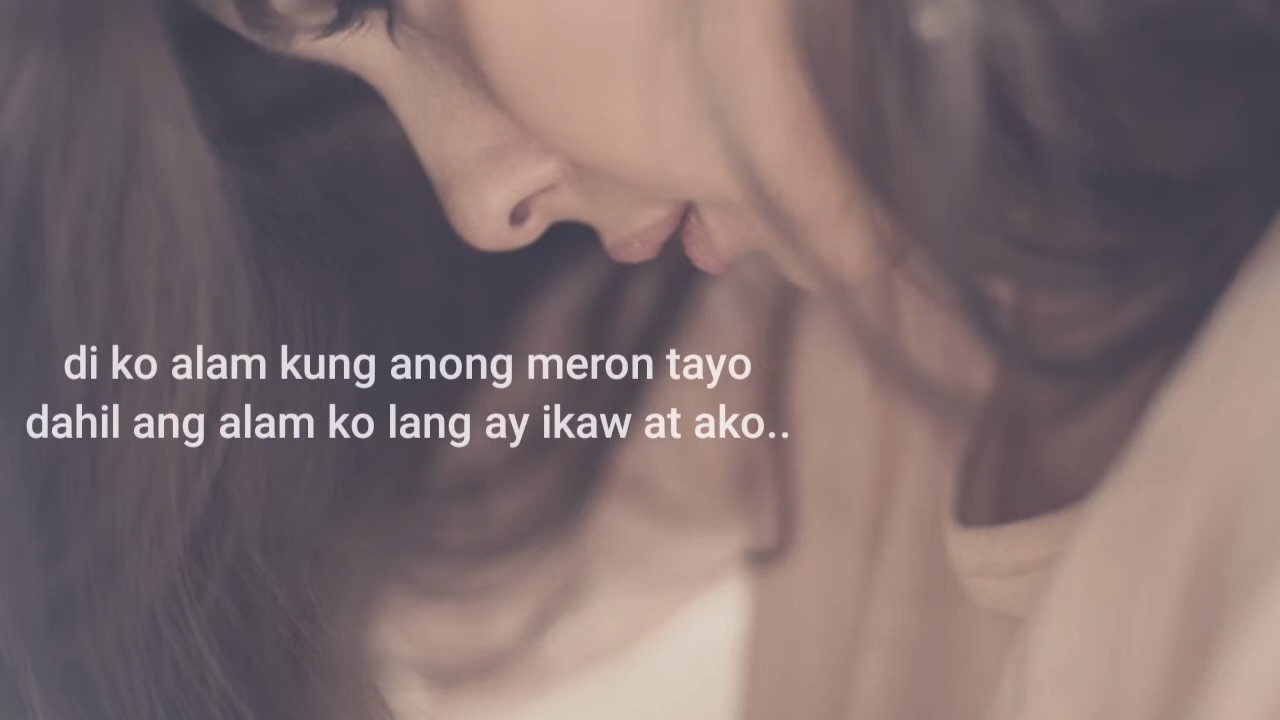 di ko alam kung anong meron tayo
dahil ang alam ko lang ay ikaw at ako..